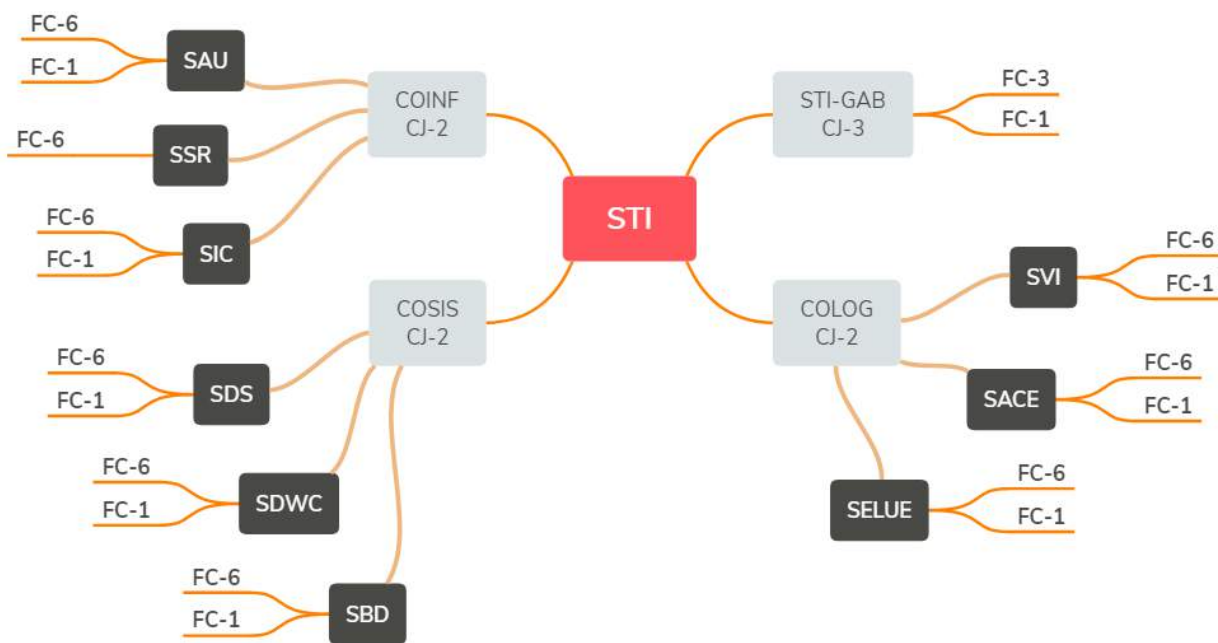 STI
COINF
CJ-2
SAU
FC-6
FC-1
SSR
FC-6
SIC
FC-6
FC-1
COSIS
CJ-2
SDS
FC-6
FC-1
SDWC
FC-6
FC-1
SBD
FC-6
FC-1
STI-GAB
CJ-3
FC-3
FC-1
COLOG
CJ-2
SVI
FC-6
FC-1
SACE
FC-6
FC-1
SELUE
FC-6
FC-1